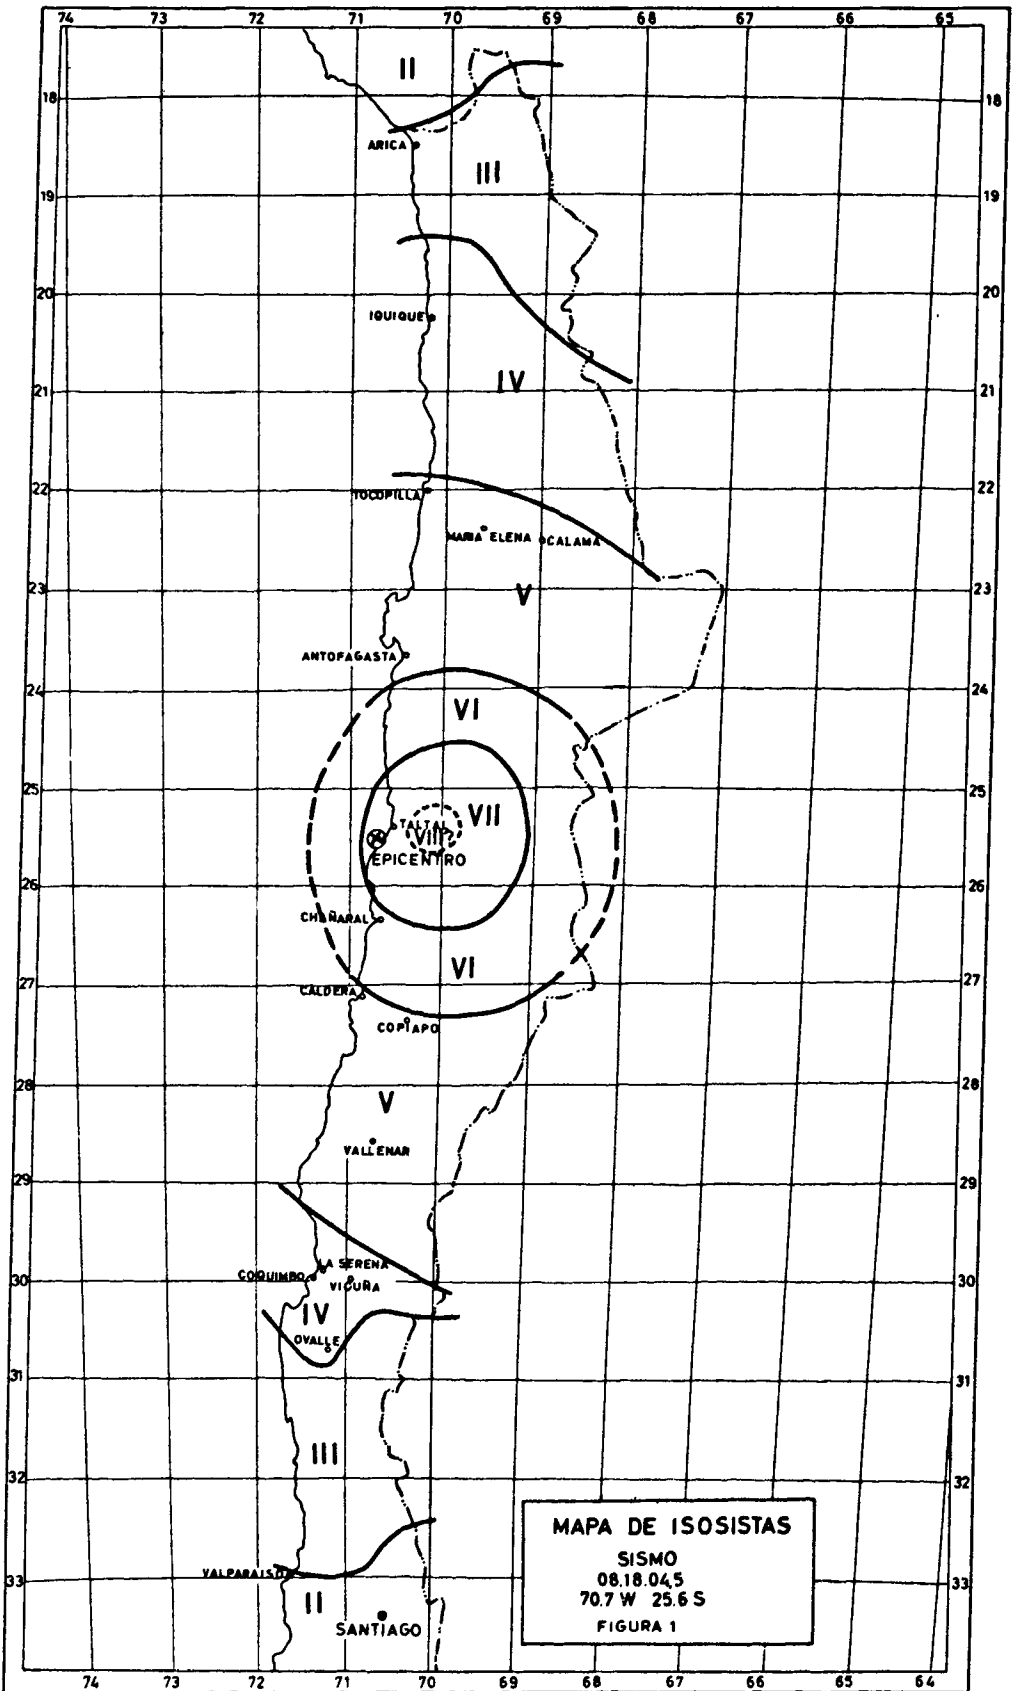 74 73 72 71 70 69 68 67 66 65
II
18 18
ARICA
III
19 19
20 20
IQUIQUE
IV
21 21
TOCOPILLA
22 22
MARIA ELENA CALAMA
V
23 23
ANTOFAGASTA
24 24
VI
25 25
VII
TALTAL
VIII?
EPICENTRO
26 26
CHAÑARAL
VI
27 27
CALDERA
COPIAPO
28 28
V
VALLENAR
29 29
LA SERENA
COQUIMBO
VICUÑA
30 30
IV
OVALLE
31 31
III
32 32
MAPA DE ISOSISTAS
SISMO
08.18.04,5
70.7 W 25.6 S
FIGURA 1
VALPARAISO
33 33
II
SANTIAGO
74 73 72 71 70 69 68 67 66 65 64